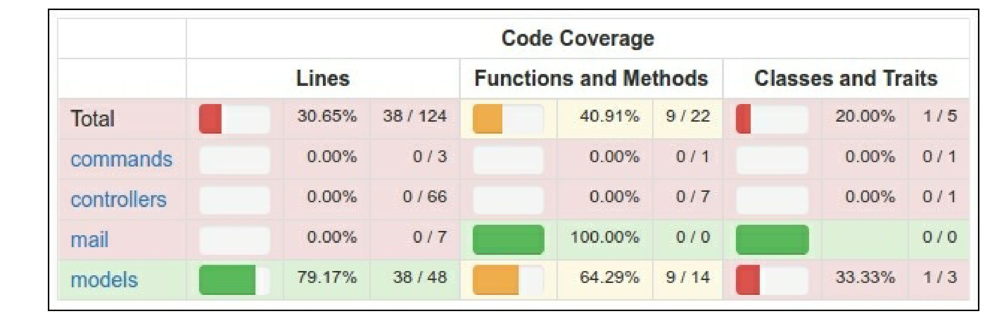 Code Coverage
Lines Functions and Methods Classes and Traits
Total 30.65% 38 / 124 40.91% 9 / 22 20.00% 1 / 5
commands 0.00% 0 / 3 0.00% 0 / 1 0.00% 0 / 1
controllers 0.00% 0 / 66 0.00% 0 / 7 0.00% 0 / 1
mail 0.00% 0 / 7 100.00% 0 / 0 0 / 0
models 79.17% 38 / 48 64.29% 9 / 14 33.33% 1 / 3